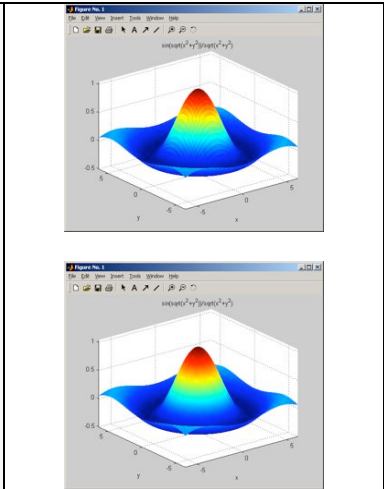 Figure No. 1
File Edit View Insert Tools Window Help
sin(sqrt(x²+y²))/sqrt(x²+y²)
1
0.5
0
-0.5
5
0
-5
y
-5
0
5
x
Figure No. 1
File Edit View Insert Tools Window Help
sin(sqrt(x²+y²))/sqrt(x²+y²)
1
0.5
0
-0.5
5
0
-5
y
-5
0
5
x